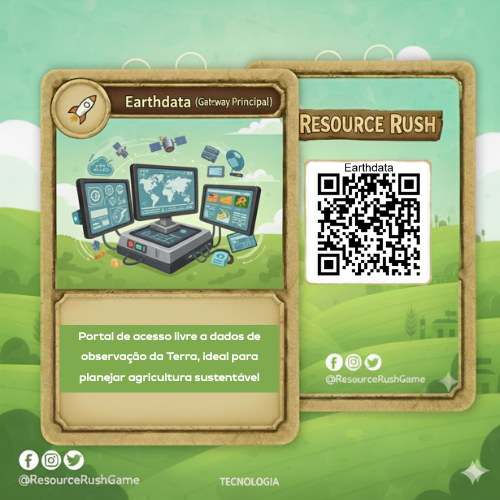 Earthdata (Gateway Principal)
Portal de acesso livre a dados de
observação da Terra, ideal para
planejar agricultura sustentável
RESOURCE RUSH
Earthdata
@ResourceRushGame
@ResourceRushGame
TECNOLOGIA